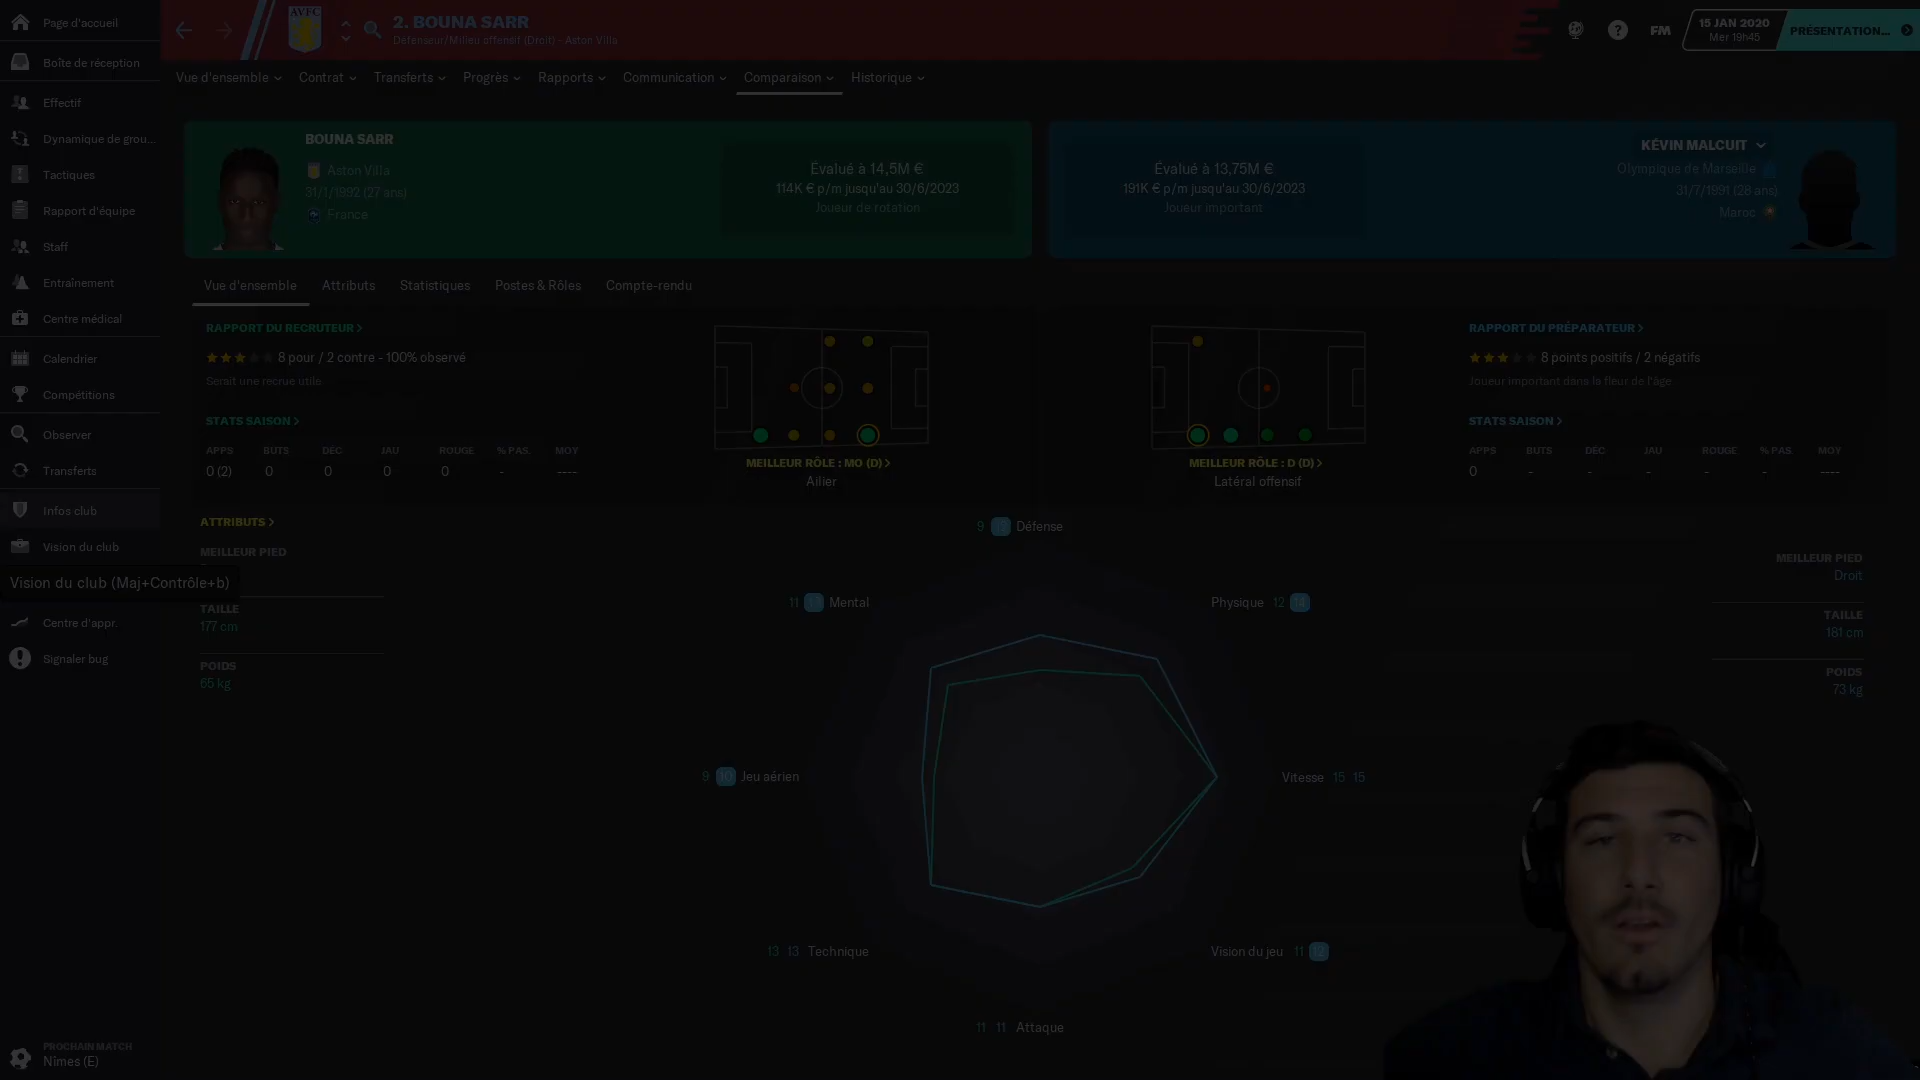 Page d'accueil
Boîte de réception
Effectif
Dynamique de grou...
Tactiques
Rapport d'équipe
Staff
Entraînement
Centre médical
Calendrier
Compétitions
Observer
Transferts
Infos club
Vision du club
Vision du club (Maj+Contrôle+b)
Centre d'appr.
Signaler bug
PROCHAIN MATCH
Nîmes (E)
AVFC
2. BOUNA SARR
Défenseur/Milieu offensif (Droit) - Aston Villa
FM
15 JAN 2020
Mer 19h45
PRÉSENTATION...
Vue d'ensemble
Contrat
Transferts
Progrès
Rapports
Communication
Comparaison
Historique
BOUNA SARR
Aston Villa
31/1/1992 (27 ans)
France
Évalué à 14,5M €
114K € p/m jusqu'au 30/6/2023
Joueur de rotation
Évalué à 13,75M €
191K € p/m jusqu'au 30/6/2023
Joueur important
KÉVIN MALCUIT
Olympique de Marseille
31/7/1991 (28 ans)
Maroc
Vue d'ensemble
Attributs
Statistiques
Postes & Rôles
Compte-rendu
RAPPORT DU RECRUTEUR >
8 pour / 2 contre - 100% observé
Serait une recrue utile
STATS SAISON >
APPS BUTS DÉC JAU ROUGE % PAS. MOY
0 (2) 0 0 0 0 - ----
MEILLEUR RÔLE : MO (D) >
Ailier
MEILLEUR RÔLE : D (D) >
Latéral offensif
RAPPORT DU PRÉPARATEUR >
8 points positifs / 2 négatifs
Joueur important dans la fleur de l'âge
STATS SAISON >
APPS BUTS DÉC JAU ROUGE % PAS MOY
0 - - - - - ----
ATTRIBUTS >
MEILLEUR PIED
TAILLE
177 cm
POIDS
65 kg
9 Défense
11 Mental
Physique 12 14
9 10 Jeu aérien
Vitesse 15 15
13 13 Technique
Vision du jeu 11 12
11 11 Attaque
MEILLEUR PIED
Droit
TAILLE
181 cm
POIDS
73 kg